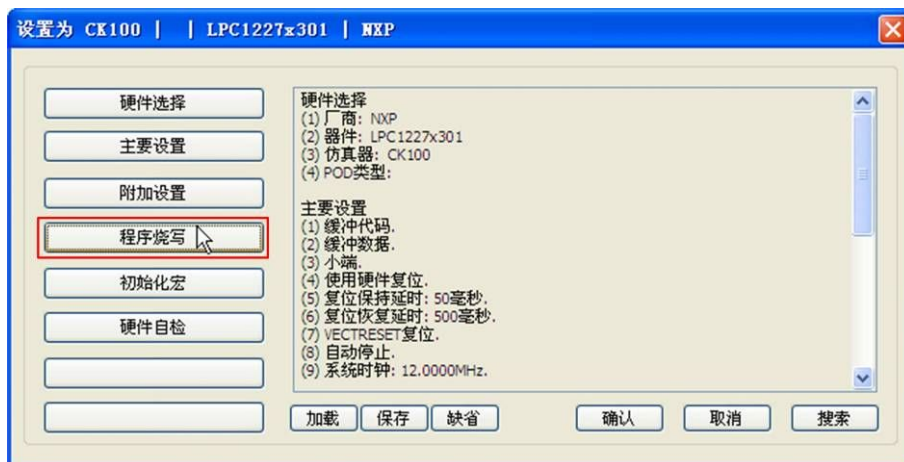 设置为 CK100 | | LPC1227x301 | NXP
硬件选择
主要设置
附加设置
程序烧写
初始化宏
硬件自检
硬件选择
(1) 厂商: NXP
(2) 器件: LPC1227x301
(3) 仿真器: CK100
(4) POD类型:
主要设置
(1) 缓冲代码.
(2) 缓冲数据.
(3) 小端.
(4) 使用硬件复位.
(5) 复位保持延时: 50毫秒.
(6) 复位恢复延时: 500毫秒.
(7) VECTRESET复位.
(8) 自动停止.
(9) 系统时钟: 12.0000MHz.
加载 保存 缺省 确认 取消 搜索